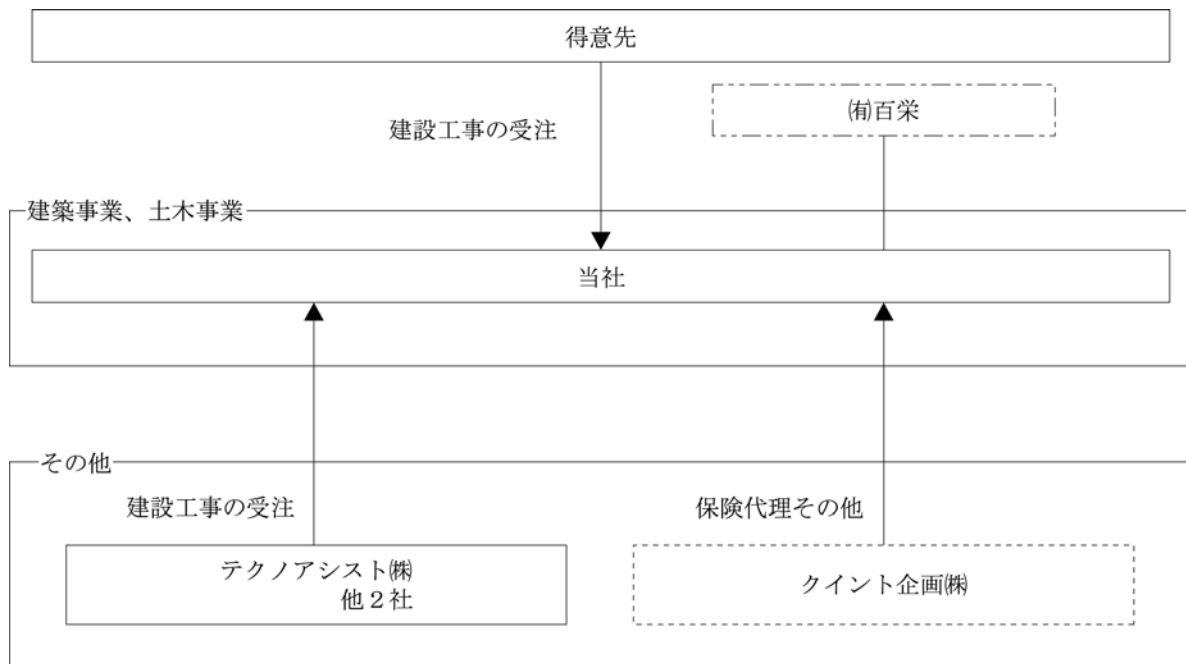 得意先
㈲百栄
建設工事の受注
建築事業、土木事業
当社
その他
建設工事の受注
保険代理その他
テクノアシスト㈱
他２社
クイント企画㈱